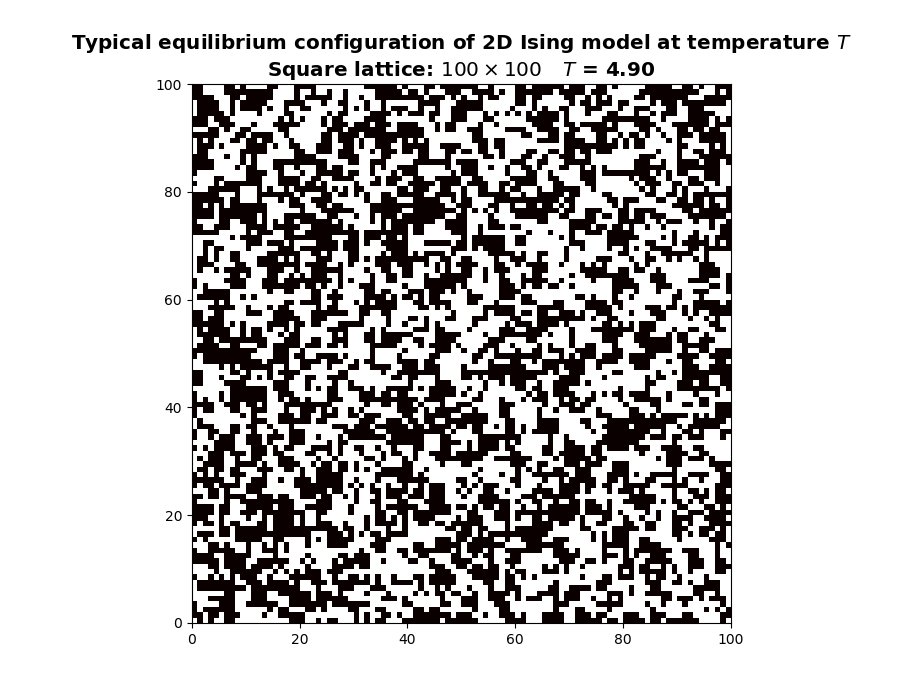 Typical equilibrium configuration of 2D Ising model at temperature T
Square lattice: 100 × 100 T = 4.90
100
80
60
40
20
0
0 20 40 60 80 100